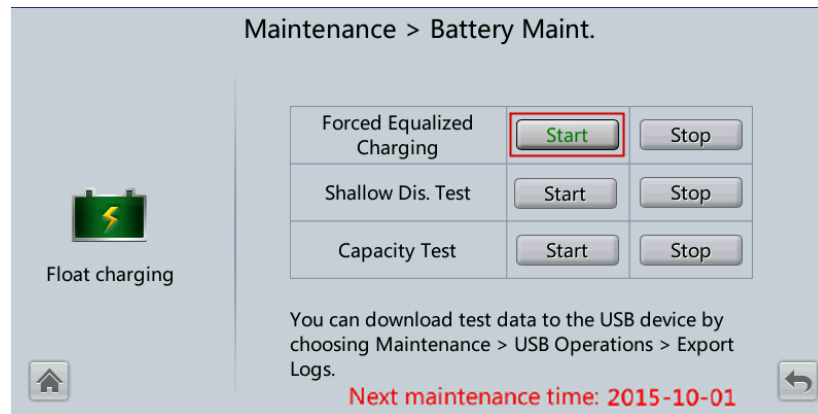 Maintenance > Battery Maint.
Forced Equalized
Charging
Start
Stop
Shallow Dis. Test
Start
Stop
Capacity Test
Start
Stop
Float charging
You can download test data to the USB device by
choosing Maintenance > USB Operations > Export
Logs.
Next maintenance time: 2015-10-01